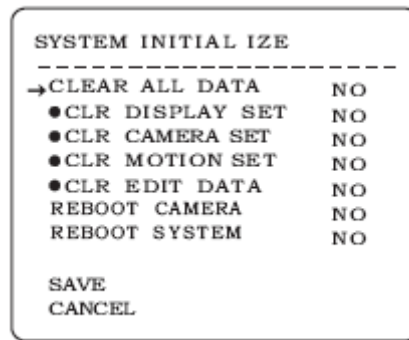 SYSTEM INITIAL IZE
--------------------------
→CLEAR ALL DATA NO
●CLR DISPLAY SET NO
●CLR CAMERA SET NO
●CLR MOTION SET NO
●CLR EDIT DATA NO
REBOOT CAMERA NO
REBOOT SYSTEM NO
SAVE
CANCEL